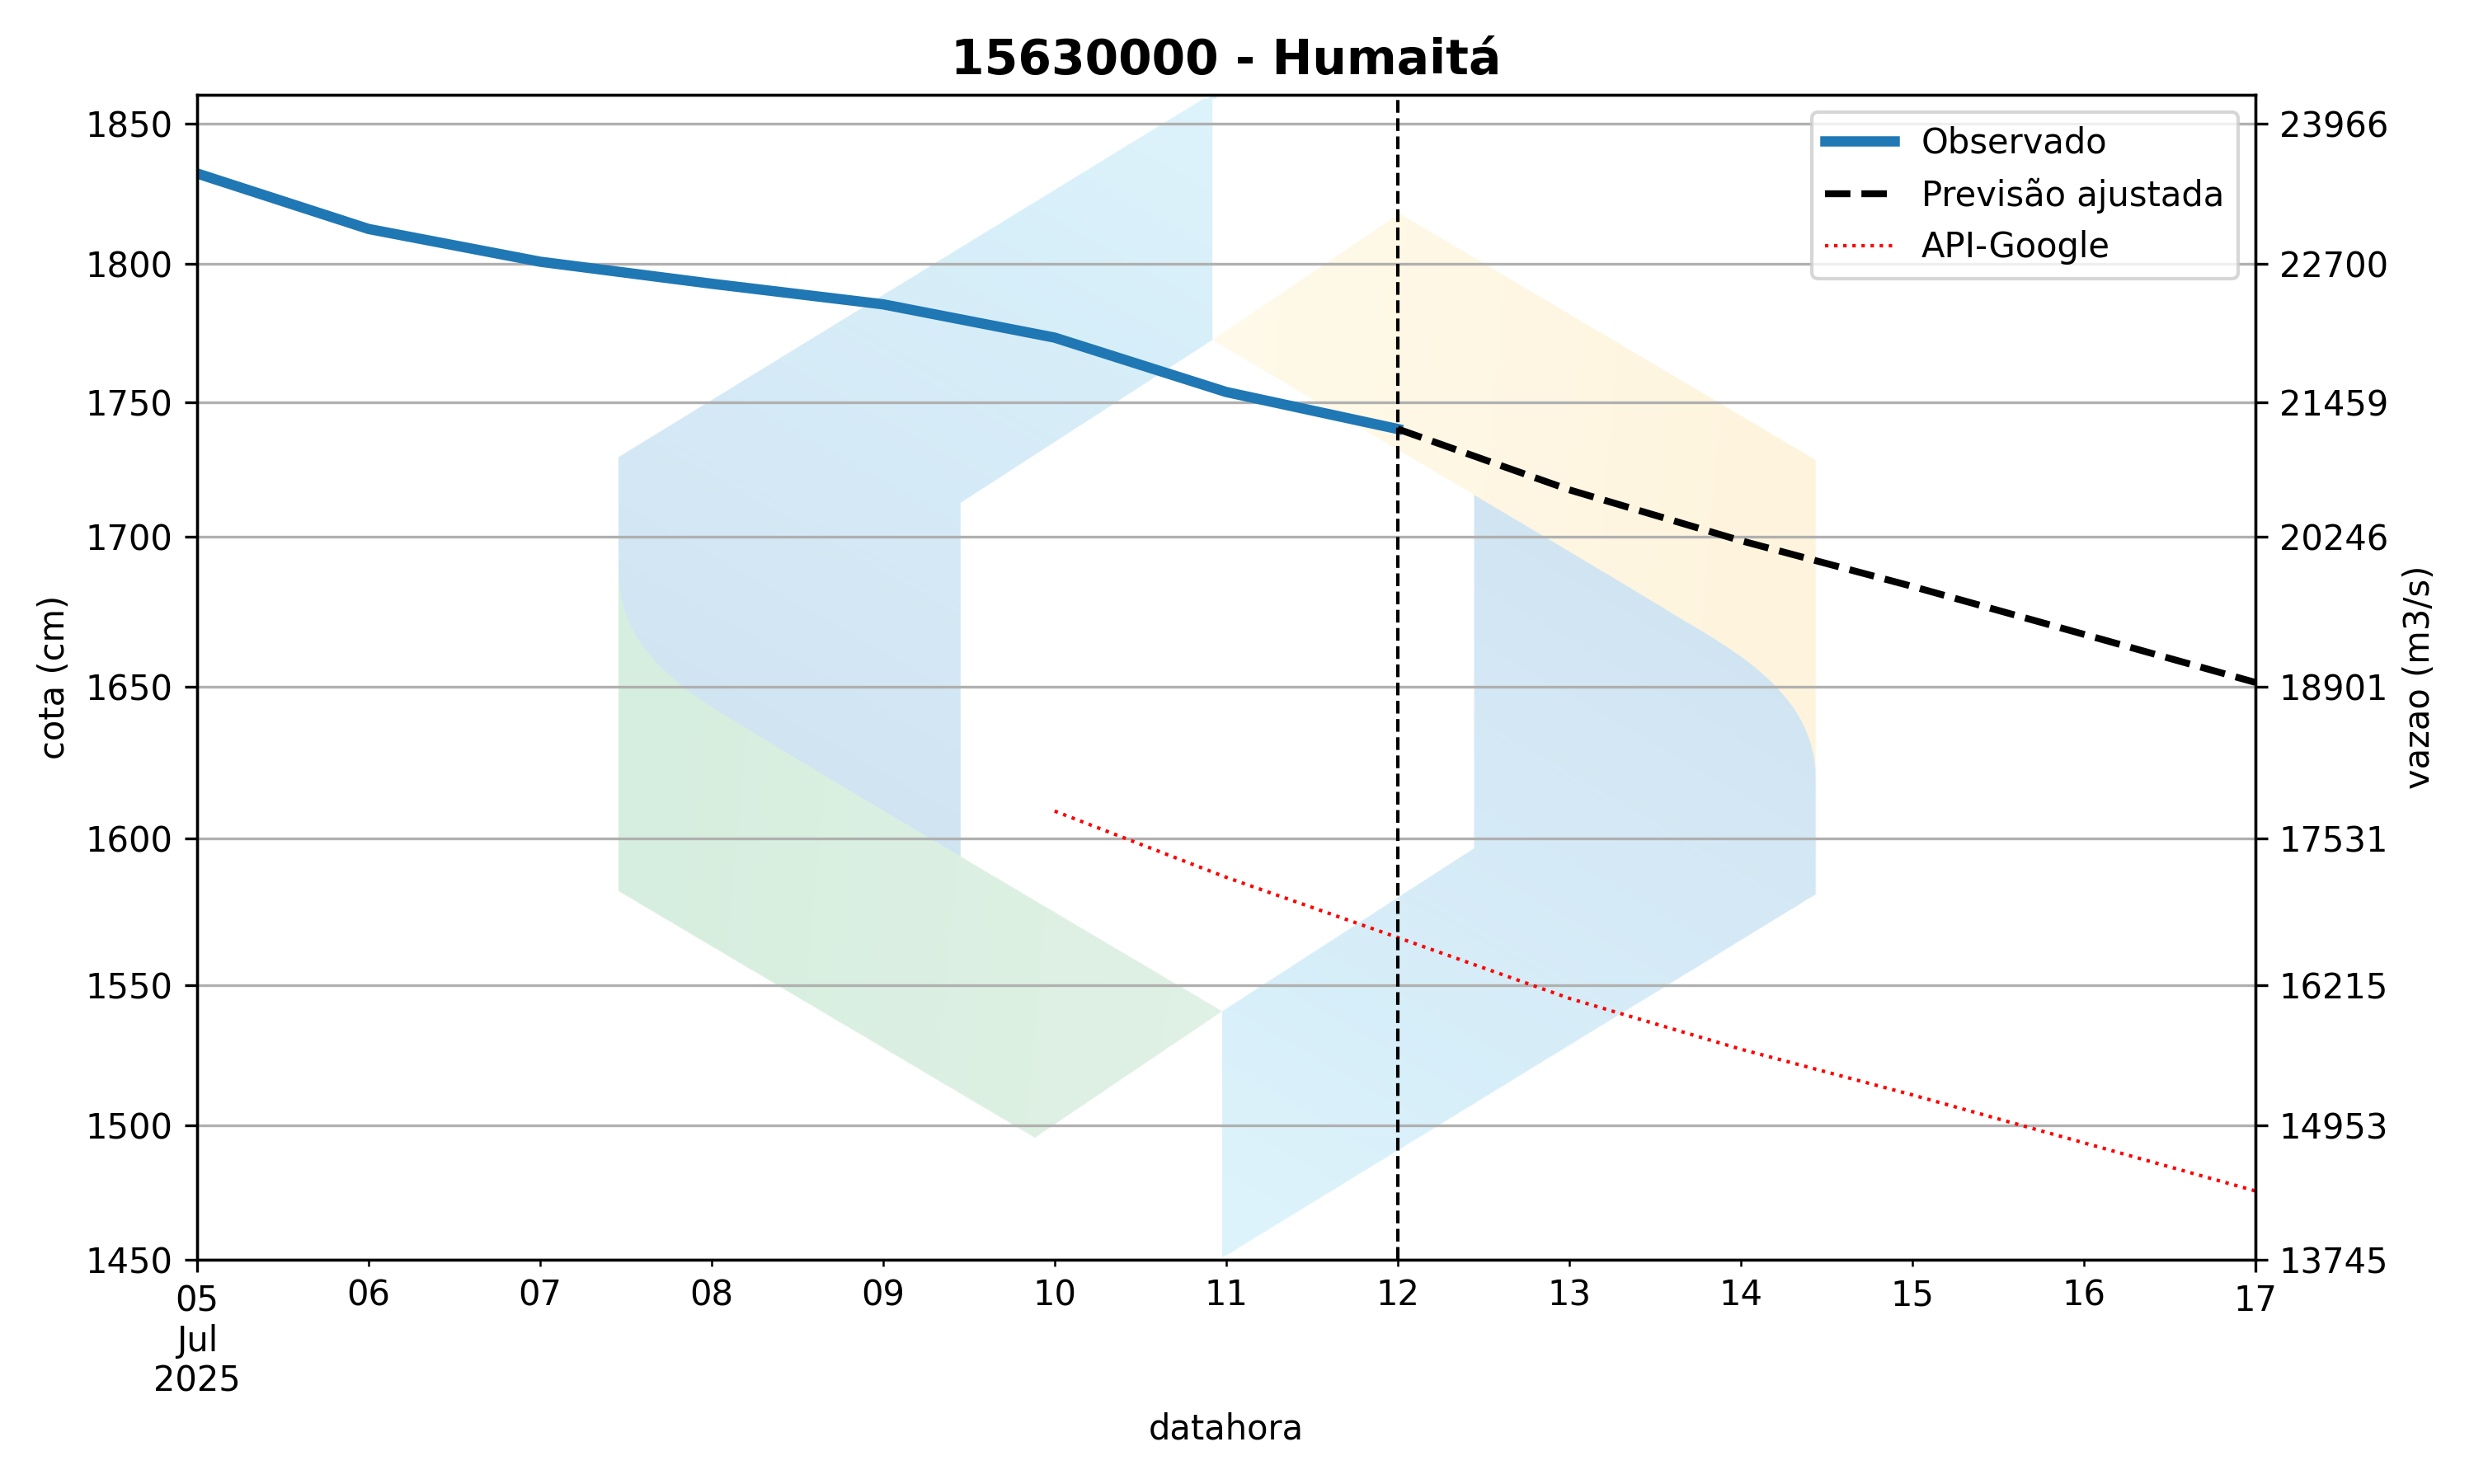 15630000 - Humaitá
Observado
Previsão ajustada
API-Google
cota (cm)
1850
1800
1750
1700
1650
1600
1550
1500
1450
23966
22700
21459
20246
18901
17531
16215
14953
13745
vazao (m3/s)
05 06 07 08 09 10 11 12 13 14 15 16 17
Jul
2025
datahora